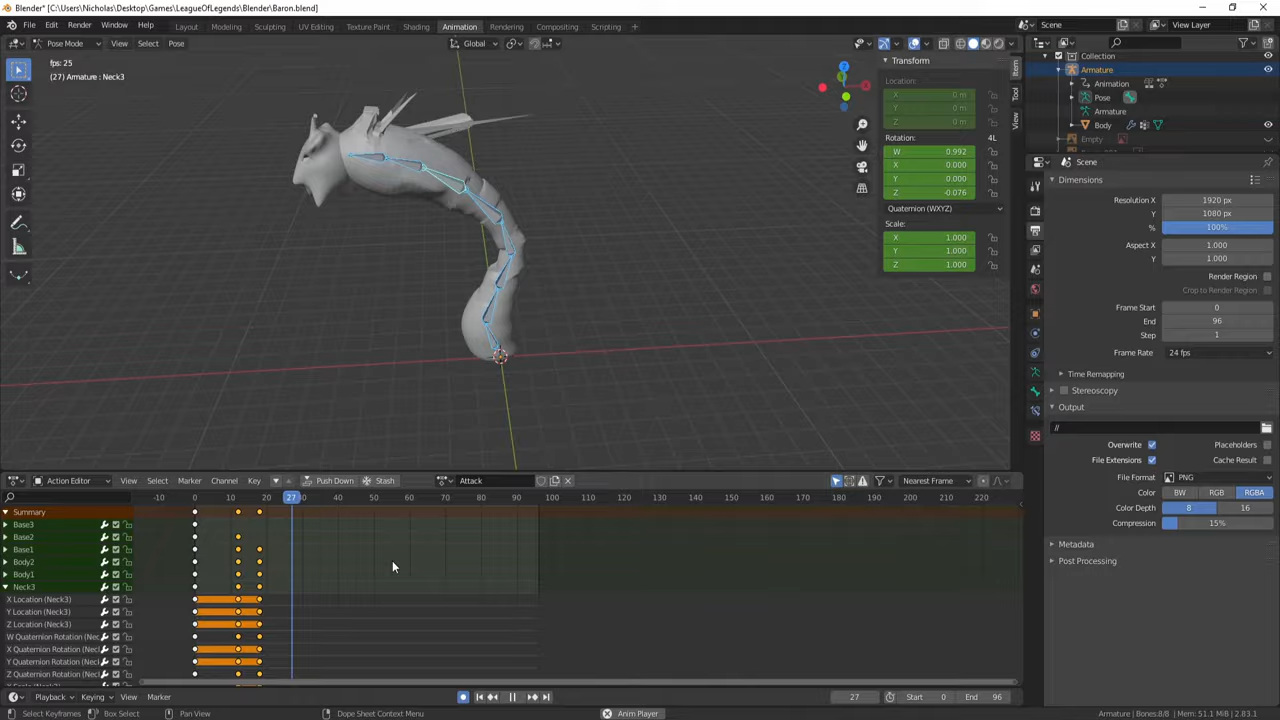 Blender* [C:\Users\Nicholas\Desktop\Games\LeagueOfLegends\Blender\Baron.blend]
File Edit Render Window Help Layout Modeling Sculpting UV Editing Texture Paint Shading Animation Rendering Compositing Scripting Scene View Layer
Pose Mode View Select Pose Global
fps: 25
(27) Armature : Neck3
Transform
Location:
X 0 m
Y 0 m
Z 0 m
Rotation: 4L
W: 0.992
X 0.000
Y 0.000
Z -0.076
Quaternion (WXYZ)
Scale:
X 1.000
Y 1.000
Z 1.000
Item
Tool
View
Collection
Armature
Animation
Pose
Armature
Body
Empty
Scene
Dimensions
Resolution X 1920 px
Y 1080 px
% 100%
Aspect X 1.000
Y 1.000
Render Region
Crop to Render Region
Frame Start 0
End 96
Step 1
Frame Rate 24 fps
Time Remapping
Stereoscopy
Output
//
Overwrite Placeholders
File Extensions Cache Result
File Format PNG
Color BW RGB RGBA
Color Depth 8 16
Compression 15%
Metadata
Post Processing
Action Editor View Select Marker Channel Key Push Down Stash Attack Nearest Frame
-10 0 10 27 30 40 50 60 70 80 90 100 110 120 130 140 150 160 170 180 190 200 210 220
Summary
Base3
Base2
Base1
Body2
Body1
Neck3
X Location (Neck3)
Y Location (Neck3)
Z Location (Neck3)
W Quaternion Rotation (Nec
X Quaternion Rotation (Neck
Y Quaternion Rotation (Neck
Z Quaternion Rotation (Neck
Playback Keying View Marker 27 Start 0 End 96
Select Keyframes Box Select Pan View Dope Sheet Context Menu Anim Player Armature | Bones:8/8 | Mem: 51.1 MiB | 2.83.1